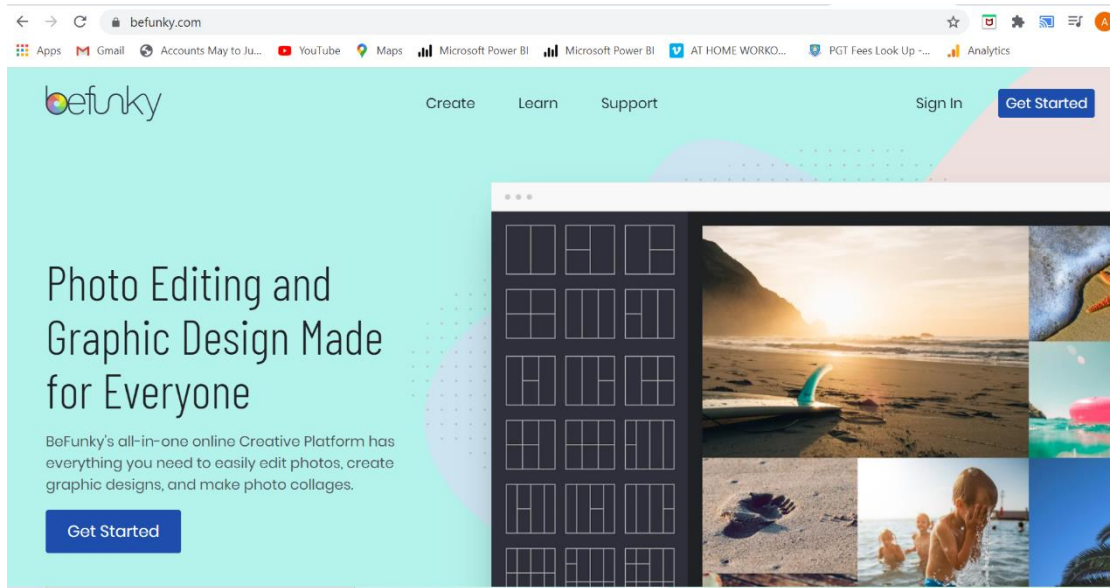 befunky.com
A
Apps Gmail Accounts May to Ju... YouTube Maps Microsoft Power BI Microsoft Power BI AT HOME WORKO... PGT Fees Look Up -... Analytics
befunky Create Learn Support Sign In Get Started
Photo Editing and
Graphic Design Made
for Everyone
BeFunky's all-in-one online Creative Platform has
everything you need to easily edit photos, create
graphic designs, and make photo collages.
Get Started